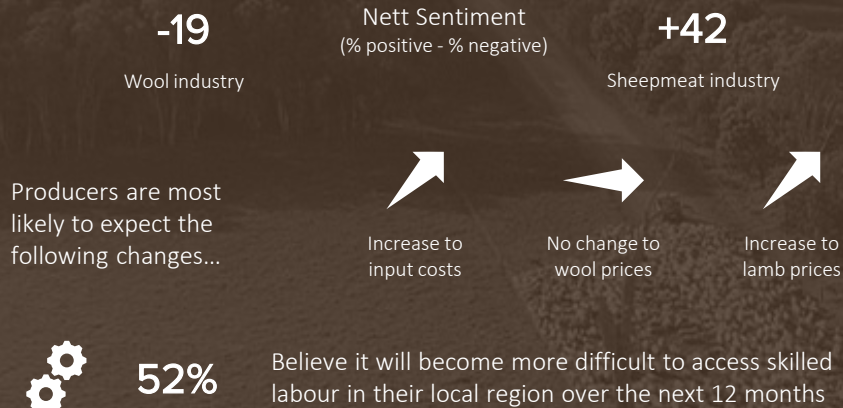 -19
Wool industry
Nett Sentiment
(% positive - % negative)
+42
Sheepmeat industry
Producers are most
likely to expect the
following changes...
Increase to
input costs
No change to
wool prices
Increase to
lamb prices
52%
Believe it will become more difficult to access skilled
labour in their local region over the next 12 months